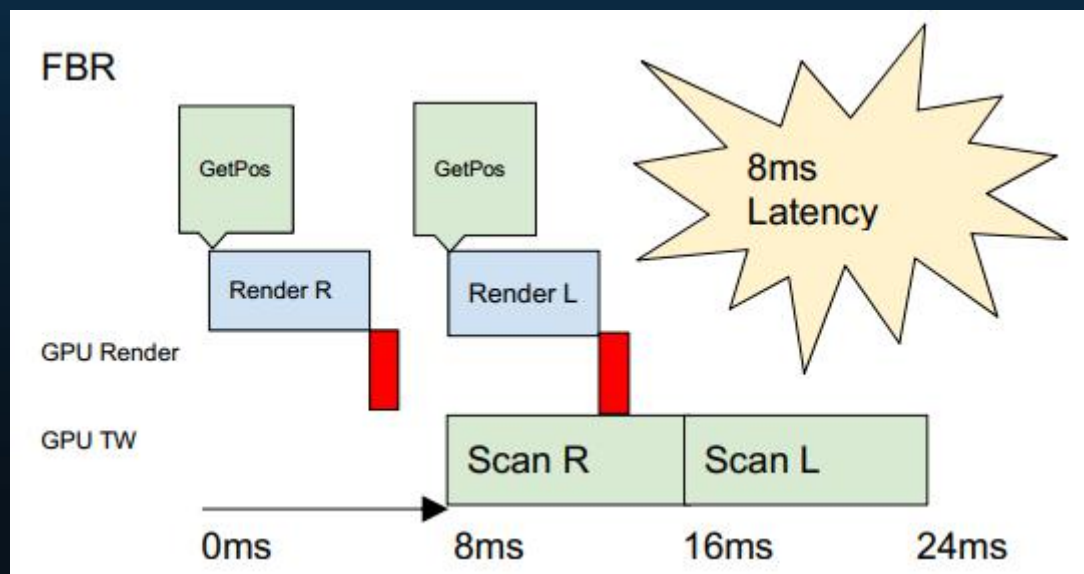 FBR
GetPos
GetPos
8ms
Latency
Render R
Render L
GPU Render
GPU TW
Scan R
Scan L
0ms
8ms
16ms
24ms